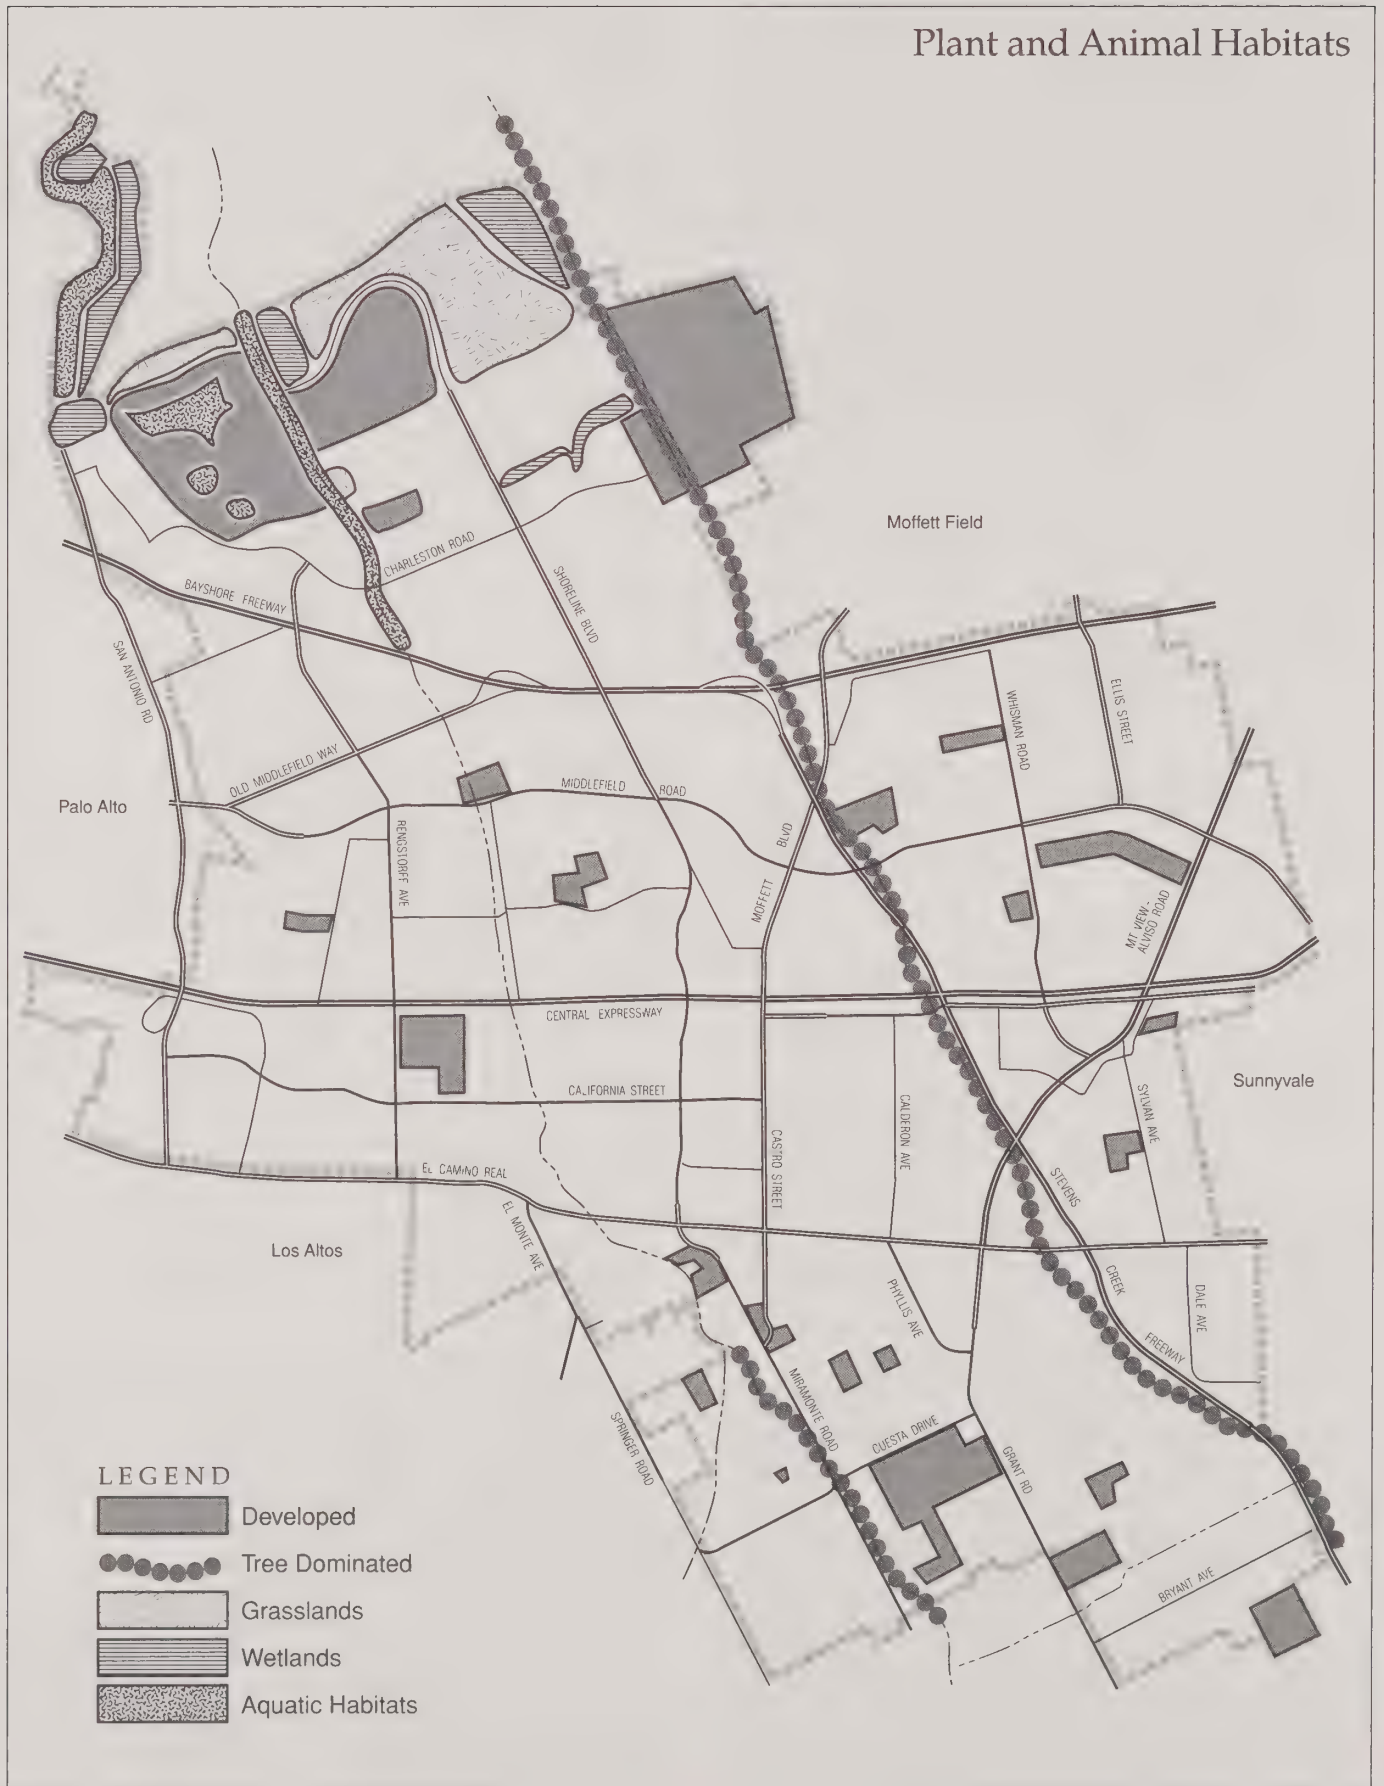 Plant and Animal Habitats
Moffett Field
CHARLESTON ROAD
SHORELINE BLVD
BAYSHORE FREEWAY
SAN ANTONIO RD
ELLIS STREET
WHISMAN ROAD
OLD MIDDLEFIELD WAY
MIDDLEFIELD ROAD
Palo Alto
RENGSTORFF AVE
MOFFETT BLVD
MT VIEW-
ALVISO ROAD
CENTRAL EXPRESSWAY
CALIFORNIA STREET
Sunnyvale
CALDERON AVE
SYLVAN AVE
CASTRO STREET
EL CAMINO REAL
STEVENS CREEK FREEWAY
EL MONTE AVE
Los Altos
PHYLLIS AVE
DALE AVE
MIRAMONTE ROAD
SPRINGER ROAD
CUESTA DRIVE
GRANT RD
BRYANT AVE
LEGEND
Developed
Tree Dominated
Grasslands
Wetlands
Aquatic Habitats